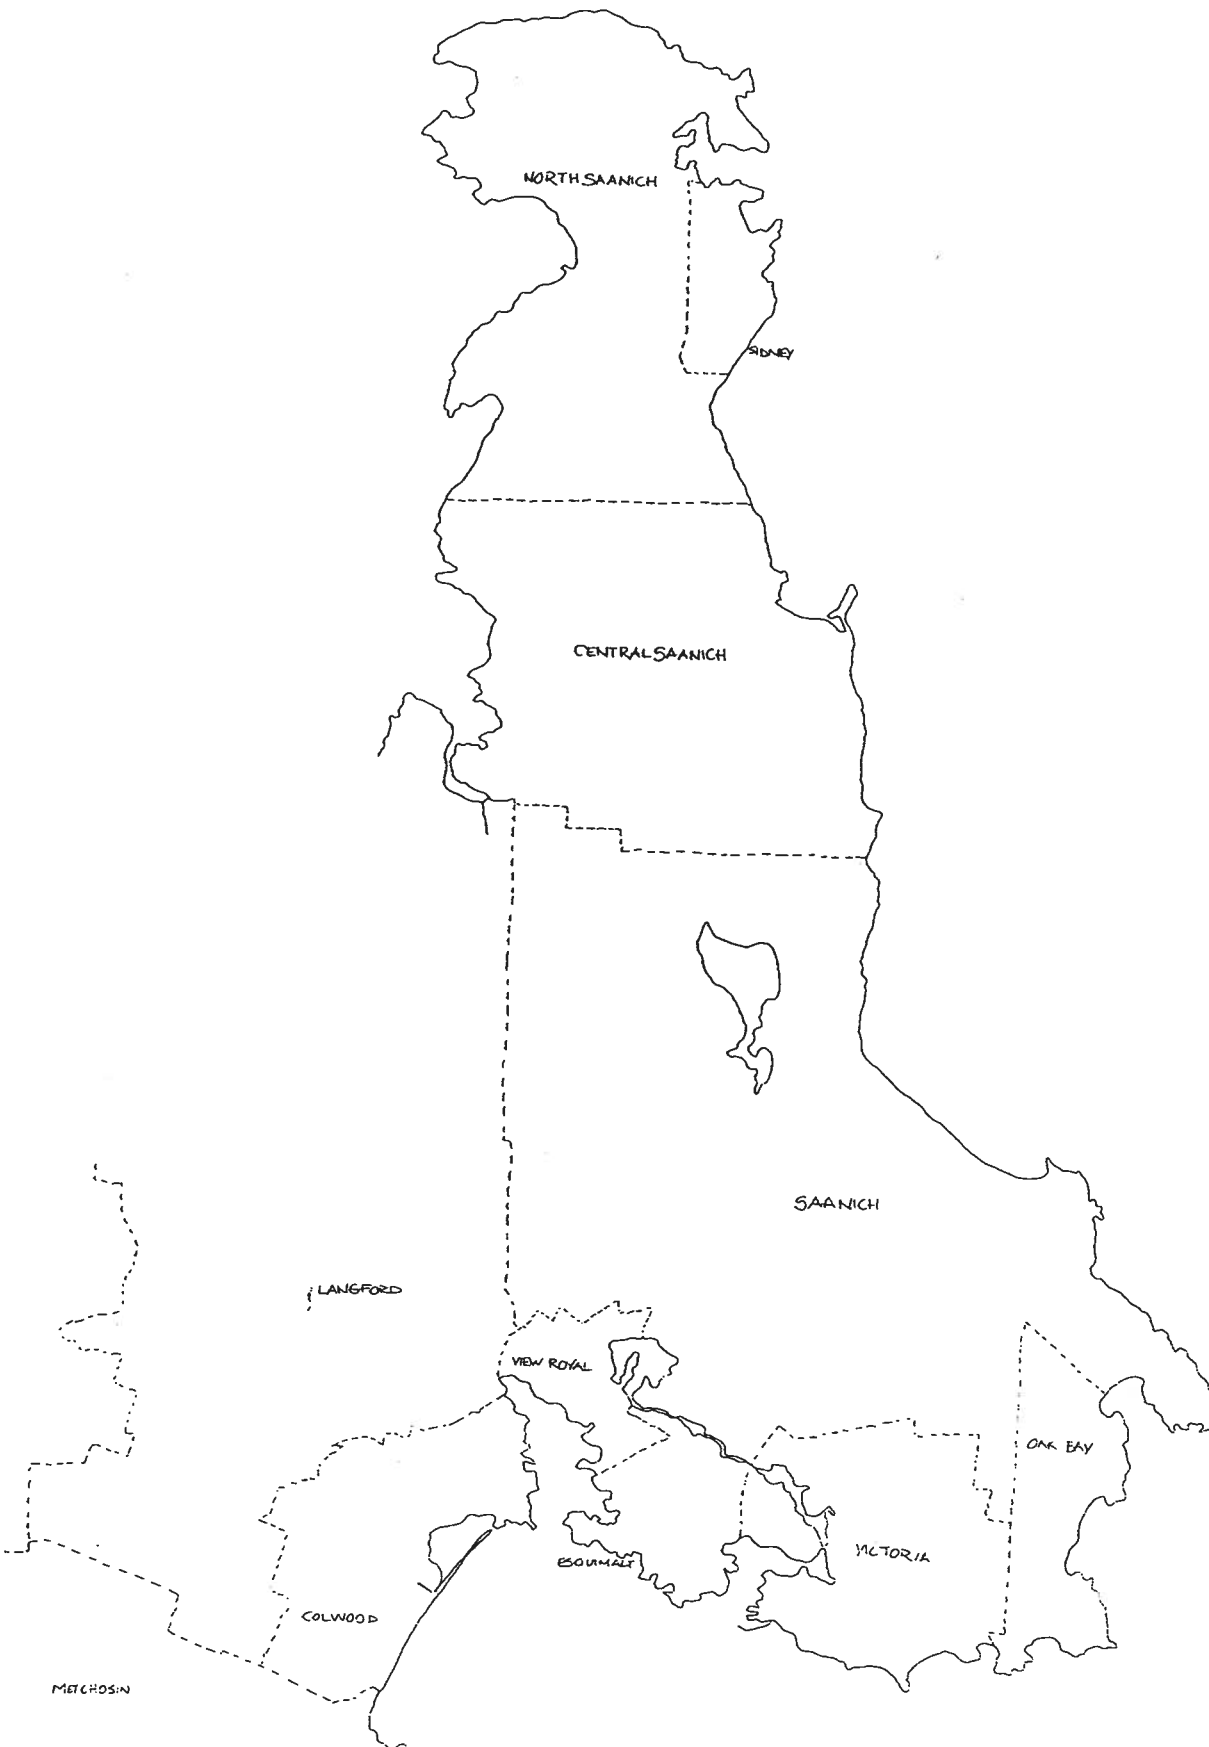 NORTH SAANICH
SIDNEY
CENTRAL SAANICH
SAANICH
LANGFORD
VIEW ROYAL
OAK BAY
VICTORIA
ESQUIMALT
COLWOOD
METCHOSIN